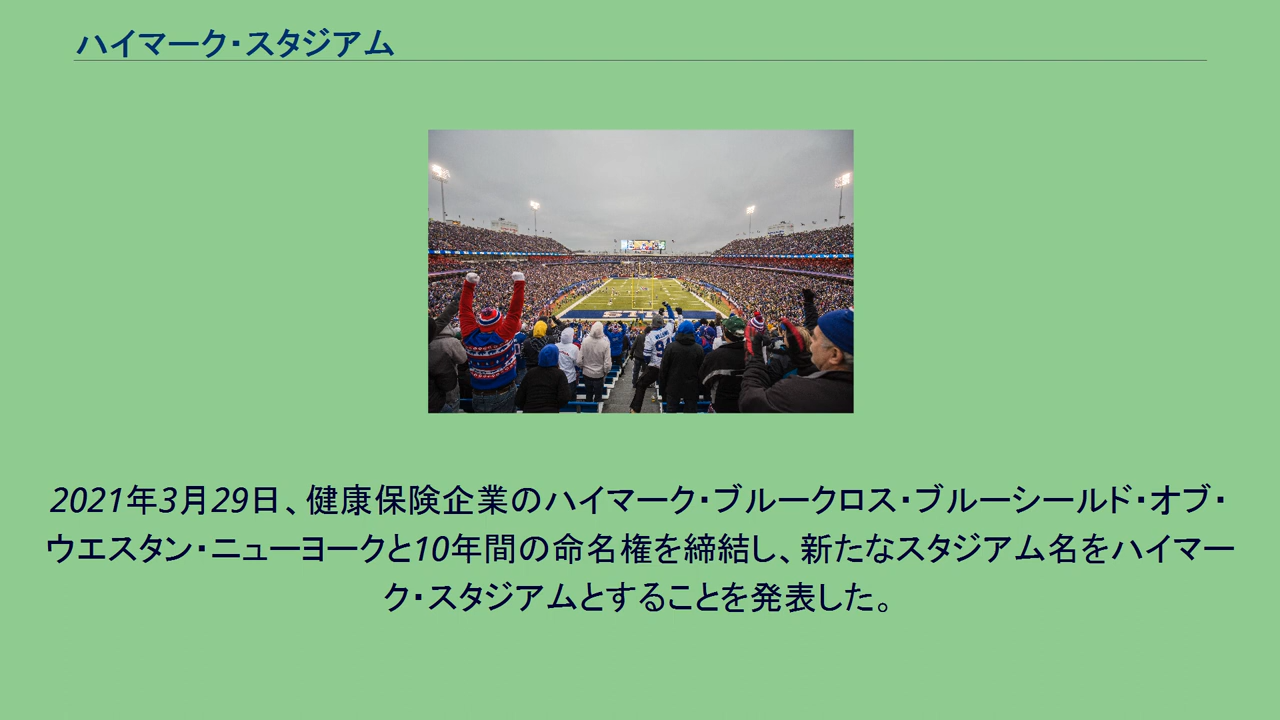 ハイマーク・スタジアム
2021年3月29日、健康保険企業のハイマーク・ブルークロス・ブルーシールド・オブ・
ウエスタン・ニューヨークと10年間の命名権を締結し、新たなスタジアム名をハイマー
ク・スタジアムとすることを発表した。